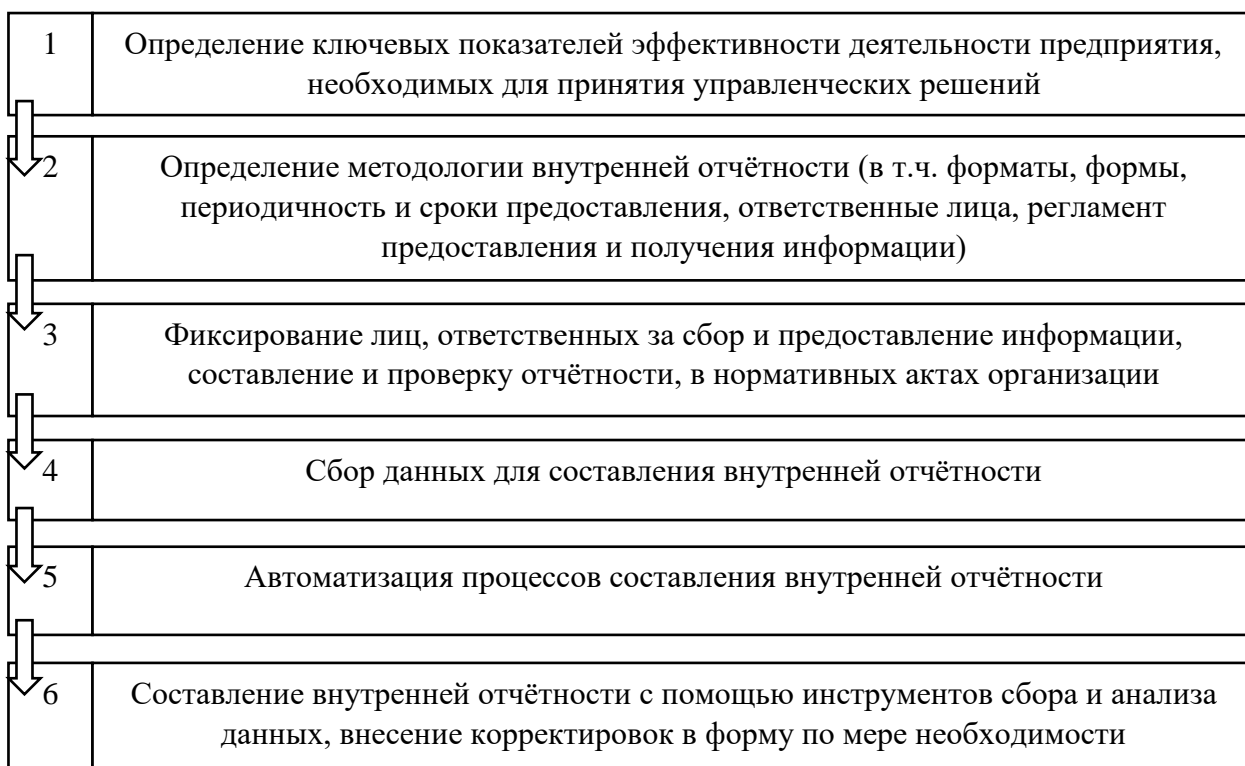 1
Определение ключевых показателей эффективности деятельности предприятия,
необходимых для принятия управленческих решений
2
Определение методологии внутренней отчётности (в т.ч. форматы, формы,
периодичность и сроки предоставления, ответственные лица, регламент
предоставления и получения информации)
3
Фиксирование лиц, ответственных за сбор и предоставление информации,
составление и проверку отчётности, в нормативных актах организации
4
Сбор данных для составления внутренней отчётности
5
Автоматизация процессов составления внутренней отчётности
6
Составление внутренней отчётности с помощью инструментов сбора и анализа
данных, внесение корректировок в форму по мере необходимости